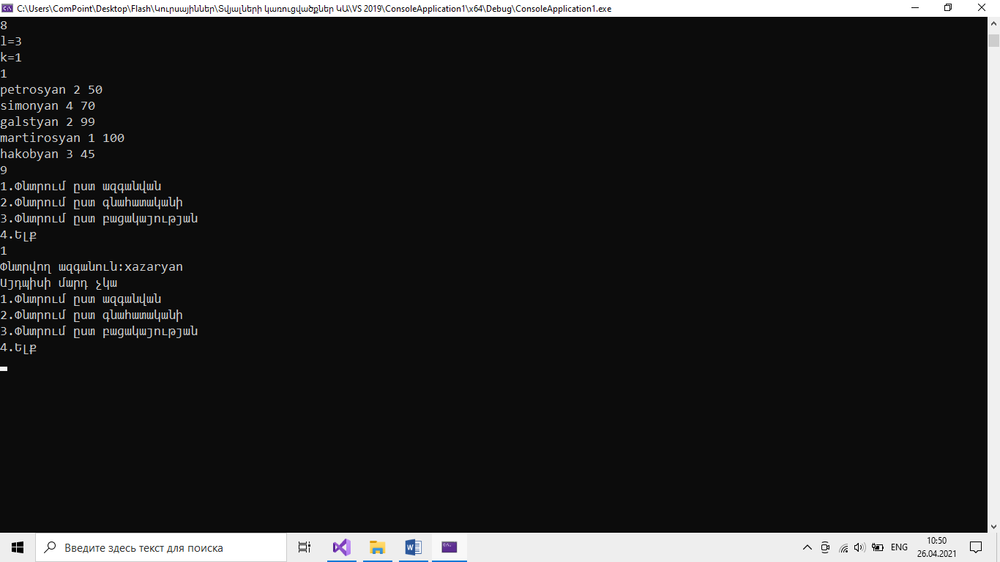 C:\Users\ComPoint\Desktop\Flash\Կուրսայիններ\Տվյալների կառուցվածքներ ԿԱ\VS 2019\ConsoleApplication1\x64\Debug\ConsoleApplication1.exe
8
l=3
k=1
1
petrosyan 2 50
simonyan 4 70
galstyan 2 99
martirosyan 1 100
hakobyan 3 45
9
1.Փնտրում ըստ ազգանվան
2.Փնտրում ըստ գնահատականի
3.Փնտրում ըստ բացակայության
4.Ելք
1
Փնտրվող ազգանուն:xazaryan
Այդպիսի մարդ չկա
1.Փնտրում ըստ ազգանվան
2.Փնտրում ըստ գնահատականի
3.Փնտրում ըստ բացակայության
4.Ելք
Введите здесь текст для поиска
ENG
10:50
26.04.2021